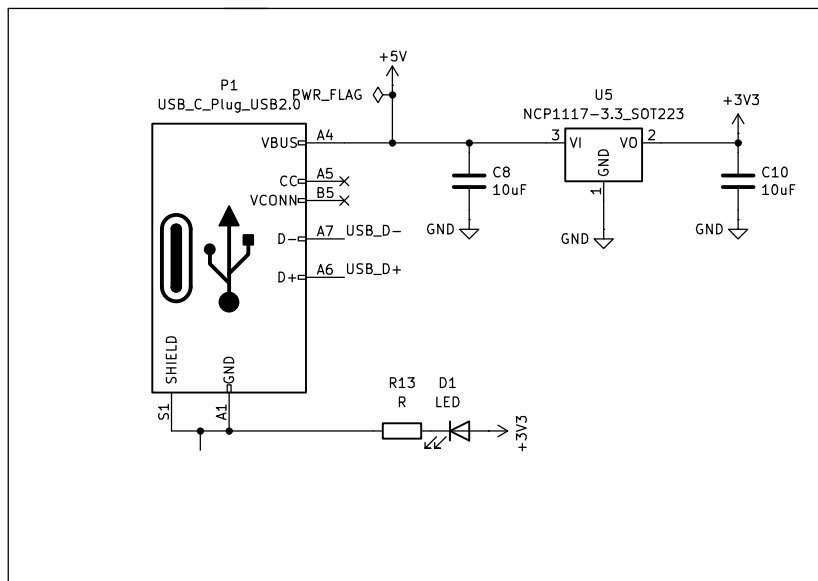 +5V
PWR_FLAG
P1
USB_C_Plug_USB2.0
VBUS
A4
CC
A5
VCONN
B5
D-
A7
USB_D-
D+
A6
USB_D+
SHIELD
GND
S1
A1
C8
10uF
GND
U5
NCP1117-3.3_SOT223
3
VI
VO
2
GND
1
GND
+3V3
C10
10uF
GND
R13
R
D1
LED
+3V3